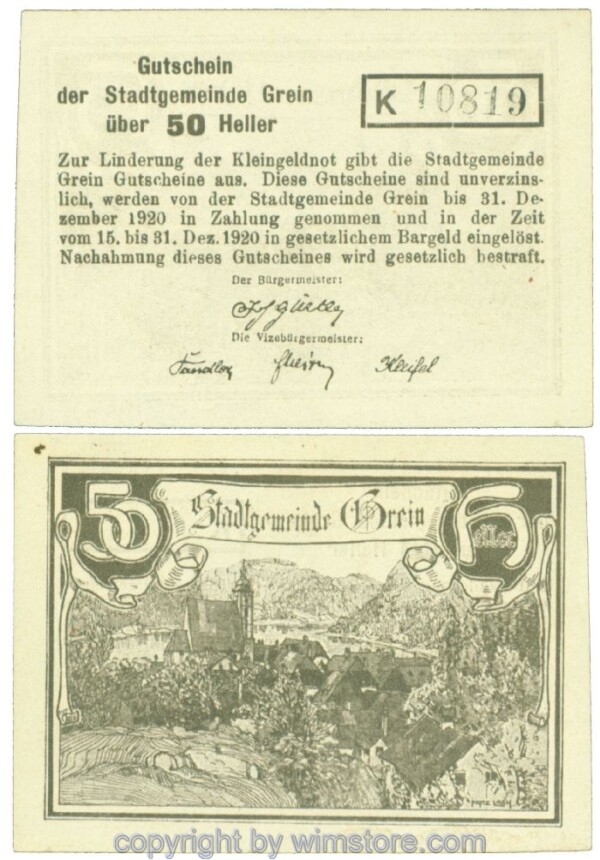 Gutschein
der Stadtgemeinde Grein
über 50 Heller
K 10819
Zur Linderung der Kleingeldnot gibt die Stadtgemeinde
Grein Gutscheine aus. Diese Gutscheine sind unverzins-
lich, werden von der Stadtgemeinde Grein bis 31. De-
zember 1920 in Zahlung genommen und in der Zeit
vom 15. bis 31. Dez. 1920 in gesetzlichem Bargeld eingelöst.
Nachahmung dieses Gutscheines wird gesetzlich bestraft.
Der Bürgermeister:
Die Vizebürgermeister:
50 Stadtgemeinde Grein Heller
copyright by wimstore.com